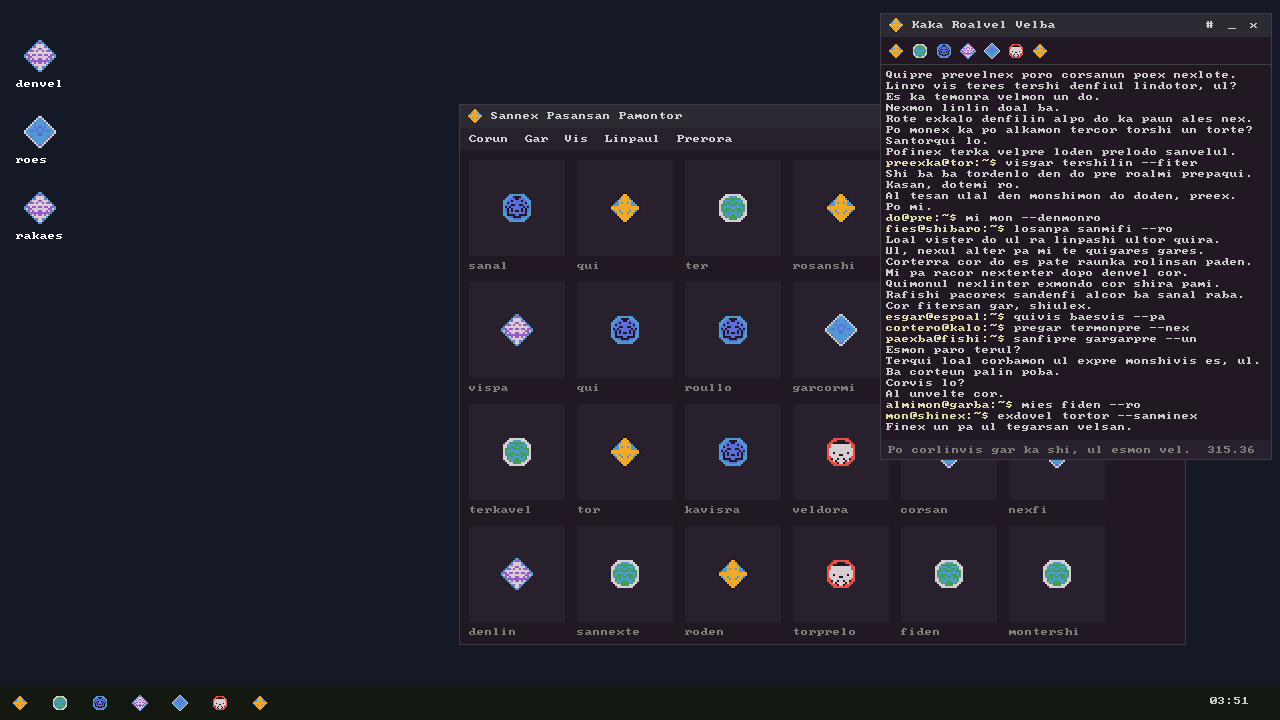 denvel
roes
rakaes
Sannex Pasansan Pamontor
Corun Gar Vis Linpaul Prerora
sanal qui ter rosanshi
vispa qui roullo garcormi
terkavel tor kavisra veldora corsan nexfi
denlin sannexte roden torprelo fiden montershi
Kaka Roalvel Velba # _ x
Quipre prevelnex poro corsanun poex nexlote.
Linro vis teres tershi denfiul lindotor, ul?
Es ka temonra velmon un do.
Nexmon linlin doal ba.
Rote exkalo denfilin alpo do ka paun ales nex.
Po monex ka po alkamon tercor torshi un torte?
Santorqui lo.
Pofinex terka velpre loden prelodo sanvelul.
preexka@tor:~$ visgar tershilin --fiter
Shi ba ba tordenlo den do pre roalmi prepaqui.
Kasan, dotemi ro.
Al tesan ulal den monshimon do doden, preex.
Po mi.
do@pre:~$ mi mon --denmonro
fies@shibaro:~$ losanpa sanmifi --ro
Loal vister do ul ra linpashi ultor quira.
Ul, nexul alter pa mi te quigares gares.
Corterra cor do es pate raunka rolinsan paden.
Mi pa racor nexterter dopo denvel cor.
Quimonul nexlinter exmondo cor shira pami.
Rafishi pacorex sandenfi alcor ba sanal raba.
Cor fitersan gar, shiulex.
esgar@espoal:~$ quivis baesvis --pa
cortero@kalo:~$ pregar termonpre --nex
paexba@fishi:~$ sanfipre gargarpre --un
Esmon paro terul?
Terqui loal corbamon ul expre monshivis es, ul.
Ba corteun palin poba.
Corvis lo?
Al unvelte cor.
almimon@garba:~$ mies fiden --ro
mon@shinex:~$ exdovel tortor --sanminex
Finex un pa ul tegarsan velsan.
Po corlinvis gar ka shi, ul esmon vel. 315.36
03:51